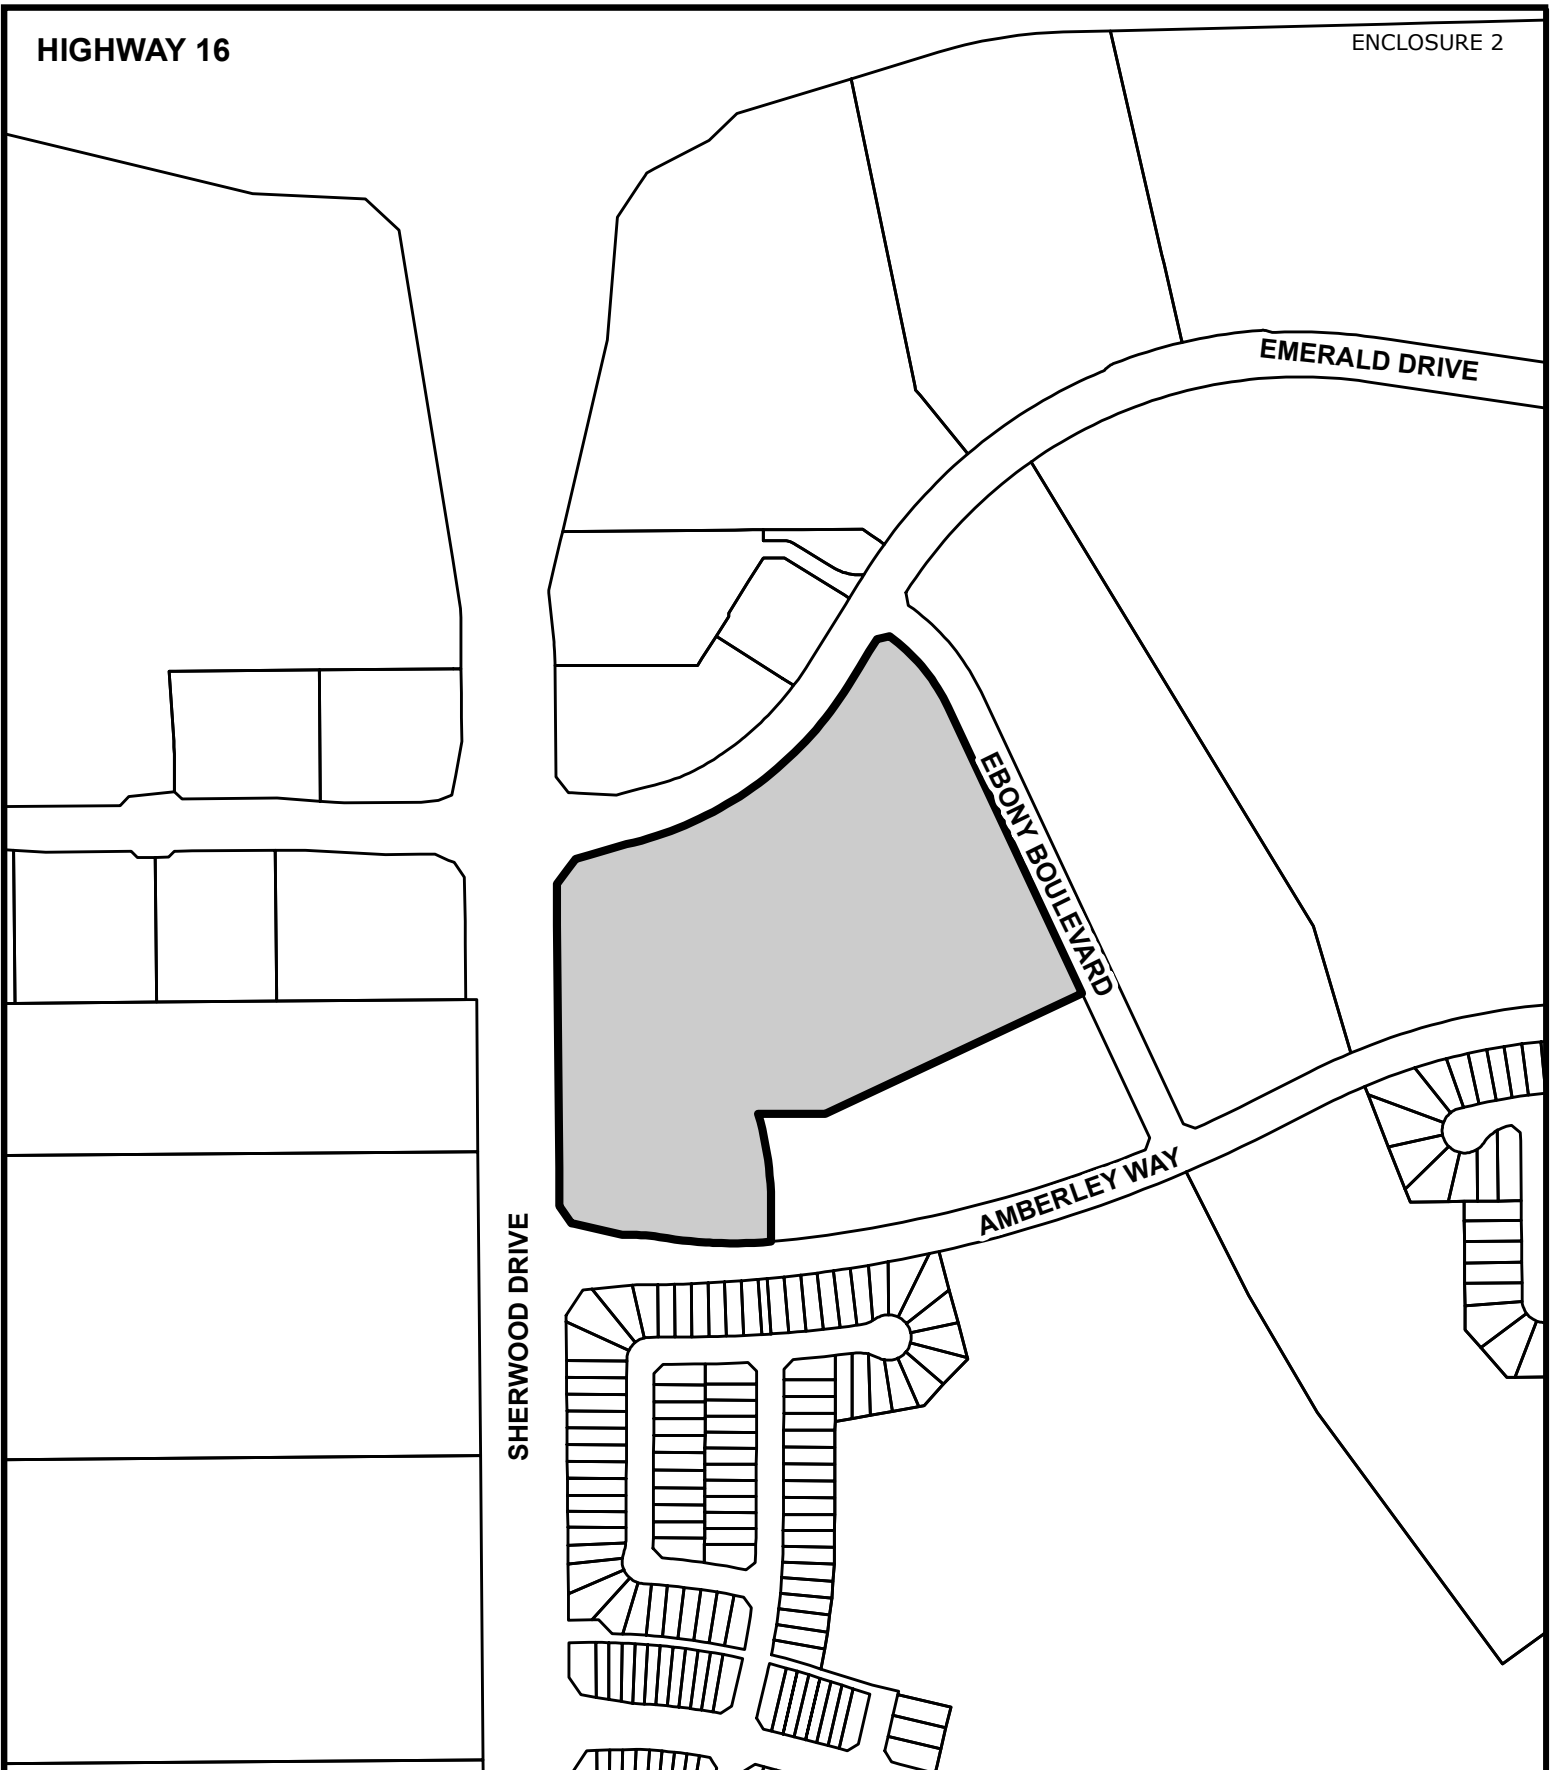 HIGHWAY 16
ENCLOSURE 2
EMERALD DRIVE
EBONY BOULEVARD
AMBERLEY WAY
SHERWOOD DRIVE